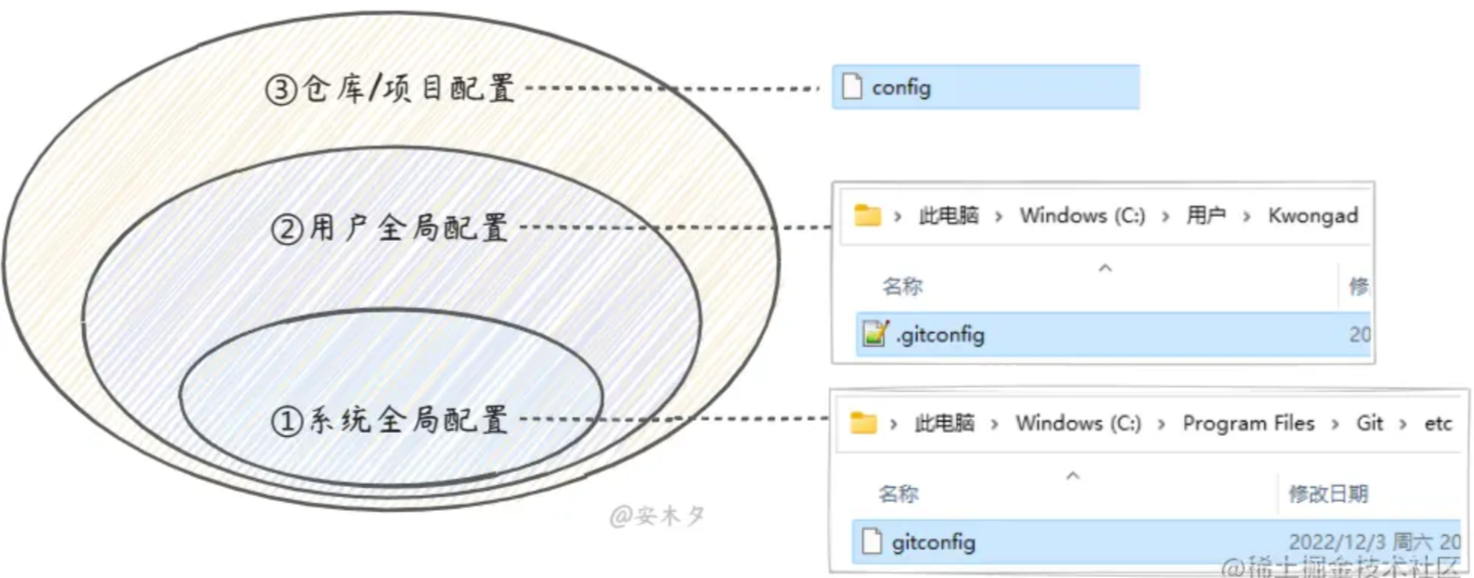 ③仓库/项目配置
config
②用户全局配置
此电脑 > Windows (C:) > 用户 > Kwongad
名称 修
.gitconfig 20
①系统全局配置
此电脑 > Windows (C:) > Program Files > Git > etc
名称 修改日期
gitconfig 2022/12/3 周六 20
@安木夕
@稀土掘金技术社区